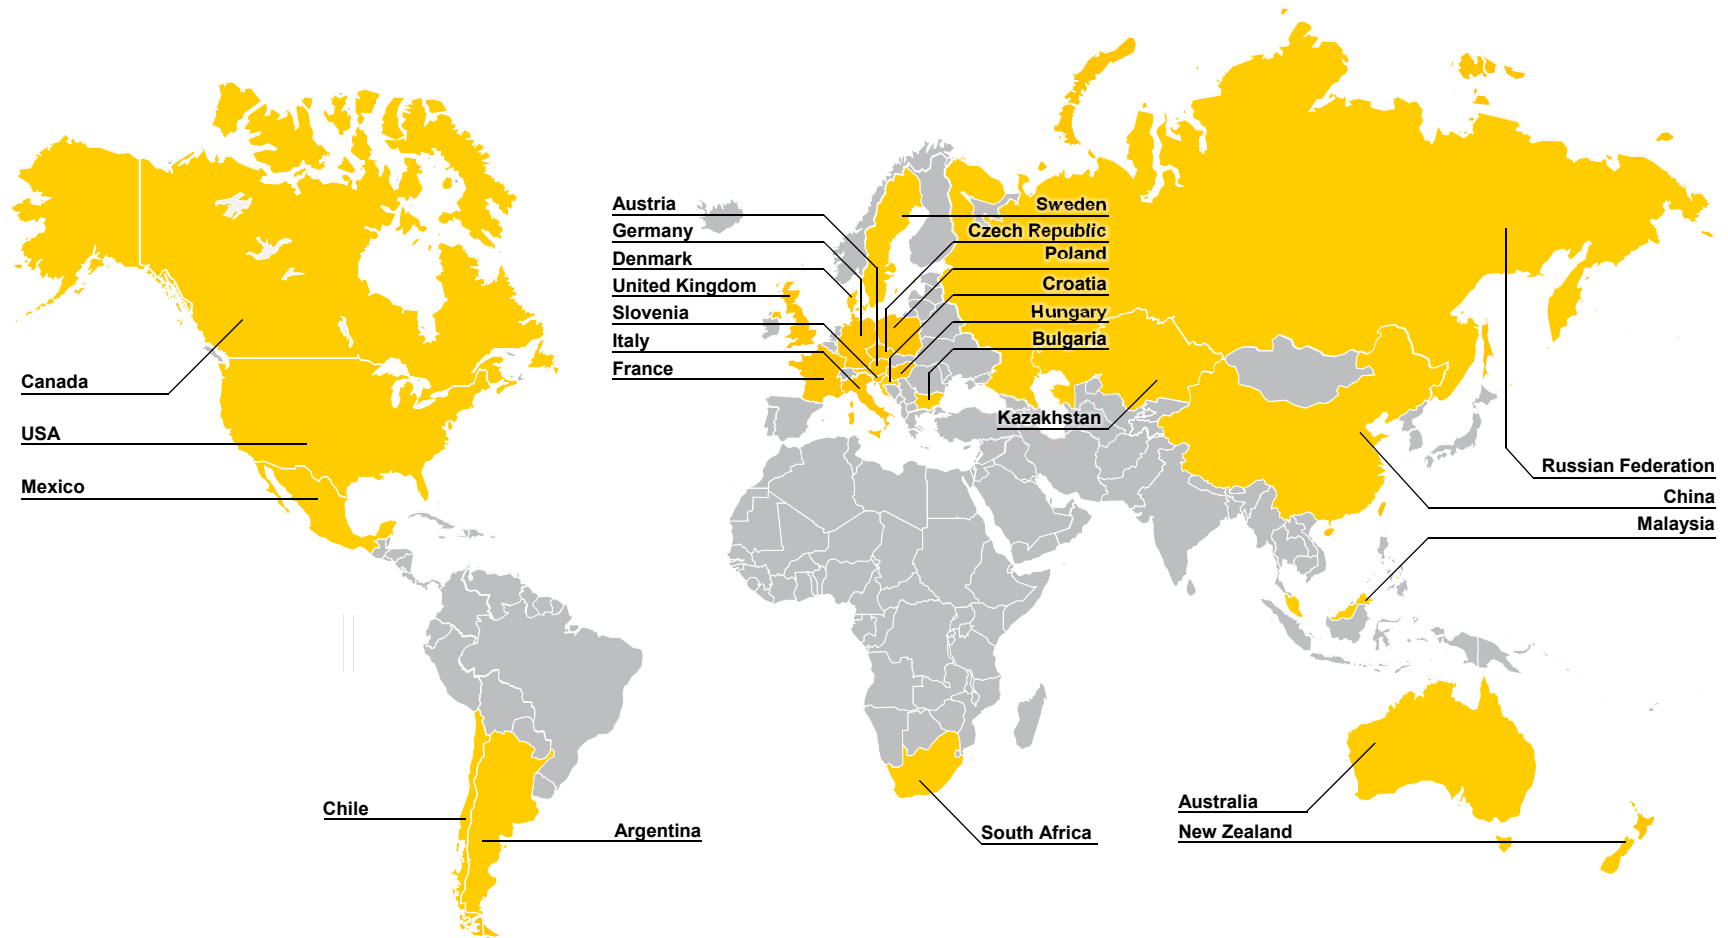 Austria
Germany
Denmark
United Kingdom
Slovenia
Italy
France
Sweden
Czech Republic
Poland
Croatia
Hungary
Bulgaria
Canada
USA
Mexico
Kazakhstan
Russian Federation
China
Malaysia
Chile
Argentina
South Africa
Australia
New Zealand